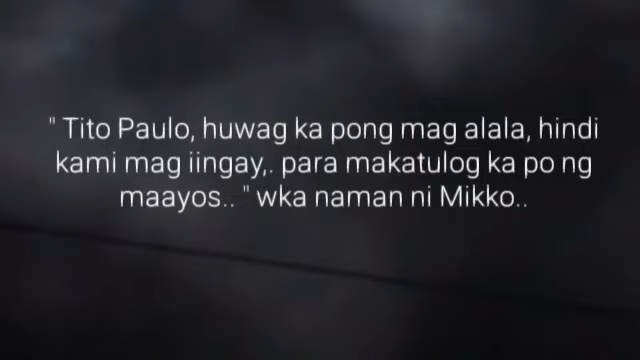 " Tito Paulo, huwag ka pong mag alala, hindi
kami mag iingay,. para makatulog ka po ng
maayos.. " wka naman ni Mikko..